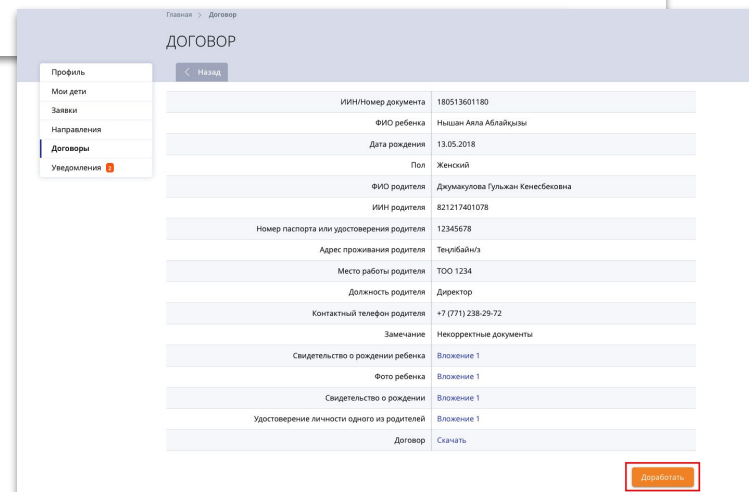 Главная > Договор
ДОГОВОР
< Назад
Профиль
Мои дети
Заявки
Направления
Договоры
Уведомления 2
ИИН/Номер документа 180513601180
ФИО ребенка Нышан Аяла Аблайқызы
Дата рождения 13.05.2018
Пол Женский
ФИО родителя Джумакулова Гульжан Кенесбековна
ИИН родителя 821217401078
Номер паспорта или удостоверения родителя 12345678
Адрес проживания родителя Теңлібайн/з
Место работы родителя ТОО 1234
Должность родителя Директор
Контактный телефон родителя +7 (771) 238-29-72
Замечание Некорректные документы
Свидетельство о рождении ребенка Вложение 1
Фото ребенка Вложение 1
Свидетельство о рождении Вложение 1
Удостоверение личности одного из родителей Вложение 1
Договор Скачать
Доработать